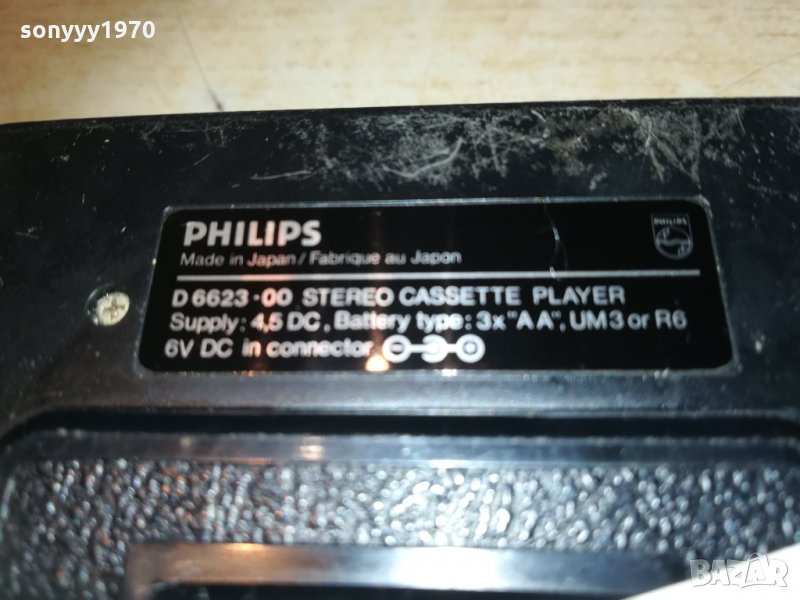 sonyyy1970
PHILIPS
PHILIPS
Made in Japan / Fabrique au Japon
D 6623·00 STEREO CASSETTE PLAYER
Supply: 4,5 DC, Battery type: 3x"AA", UM3 or R6
6V DC in connector
BAZAR